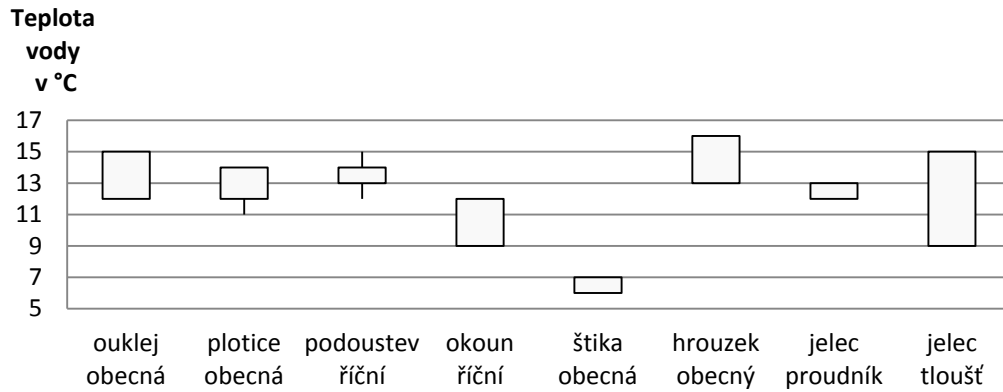 Teplota
vody
v °C
17
15
13
11
9
7
5
ouklej plotice podoustev okoun štika hrouzek jelec jelec
obecná obecná říční říční obecná obecný proudník tloušť